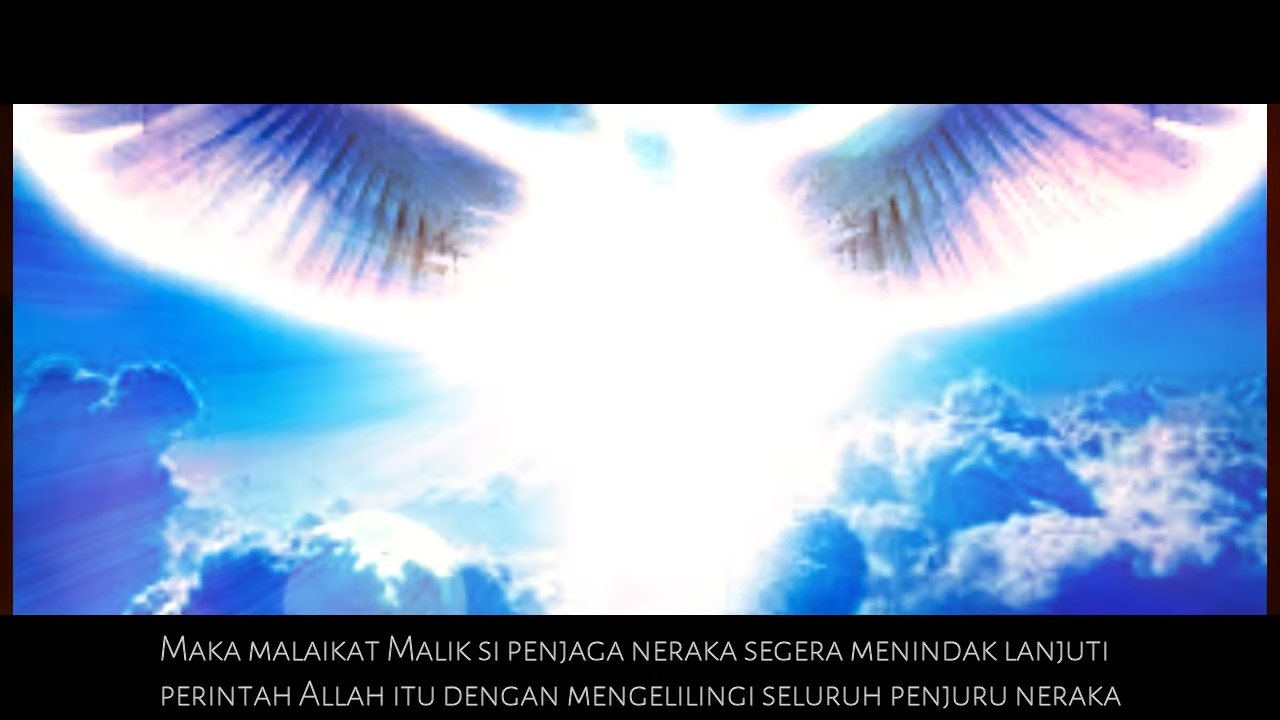 Maka malaikat Malik si penjaga neraka segera menindak lanjuti
perintah Allah itu dengan mengelilingi seluruh penjuru neraka